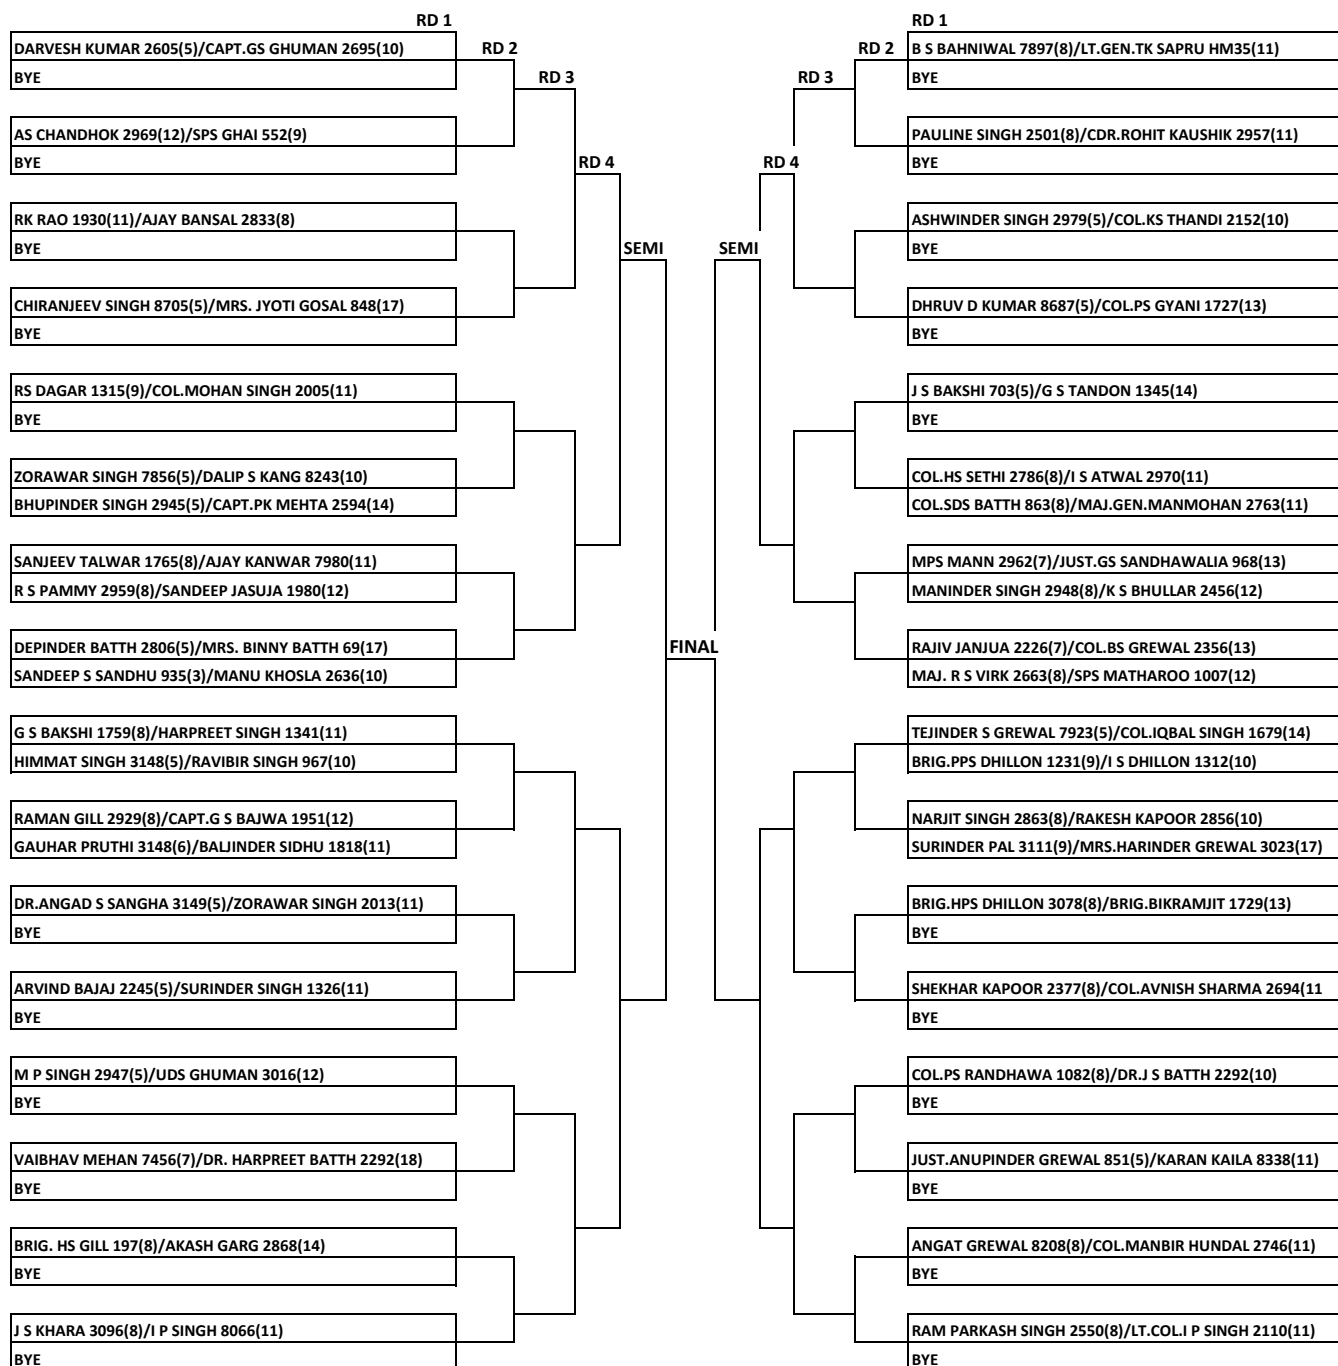 RD 1
DARVESH KUMAR 2605(5)/CAPT.GS GHUMAN 2695(10)
RD 2
BYE
RD 3
AS CHANDHOK 2969(12)/SPS GHAI 552(9)
BYE
RD 4
RK RAO 1930(11)/AJAY BANSAL 2833(8)
BYE
SEMI
CHIRANJEEV SINGH 8705(5)/MRS. JYOTI GOSAL 848(17)
BYE
RS DAGAR 1315(9)/COL.MOHAN SINGH 2005(11)
BYE
ZORAWAR SINGH 7856(5)/DALIP S KANG 8243(10)
BHUPINDER SINGH 2945(5)/CAPT.PK MEHTA 2594(14)
SANJEEV TALWAR 1765(8)/AJAY KANWAR 7980(11)
R S PAMMY 2959(8)/SANDEEP JASUJA 1980(12)
DEPINDER BATTH 2806(5)/MRS. BINNY BATTH 69(17)
SANDEEP S SANDHU 935(3)/MANU KHOSLA 2636(10)
FINAL
G S BAKSHI 1759(8)/HARPREET SINGH 1341(11)
HIMMAT SINGH 3148(5)/RAVIBIR SINGH 967(10)
RAMAN GILL 2929(8)/CAPT.G S BAJWA 1951(12)
GAUHAR PRUTHI 3148(6)/BALJINDER SIDHU 1818(11)
DR.ANGAD S SANGHA 3149(5)/ZORAWAR SINGH 2013(11)
BYE
ARVIND BAJAJ 2245(5)/SURINDER SINGH 1326(11)
BYE
M P SINGH 2947(5)/UDS GHUMAN 3016(12)
BYE
VAIBHAV MEHAN 7456(7)/DR. HARPREET BATTH 2292(18)
BYE
BRIG. HS GILL 197(8)/AKASH GARG 2868(14)
BYE
J S KHARA 3096(8)/I P SINGH 8066(11)
BYE
RD 1
RD 2
B S BAHNIWAL 7897(8)/LT.GEN.TK SAPRU HM35(11)
RD 3
BYE
PAULINE SINGH 2501(8)/CDR.ROHIT KAUSHIK 2957(11)
RD 4
BYE
ASHWINDER SINGH 2979(5)/COL.KS THANDI 2152(10)
SEMI
BYE
DHRUV D KUMAR 8687(5)/COL.PS GYANI 1727(13)
BYE
J S BAKSHI 703(5)/G S TANDON 1345(14)
BYE
COL.HS SETHI 2786(8)/I S ATWAL 2970(11)
COL.SDS BATTH 863(8)/MAJ.GEN.MANMOHAN 2763(11)
MPS MANN 2962(7)/JUST.GS SANDHAWALIA 968(13)
MANINDER SINGH 2948(8)/K S BHULLAR 2456(12)
RAJIV JANJUA 2226(7)/COL.BS GREWAL 2356(13)
MAJ. R S VIRK 2663(8)/SPS MATHAROO 1007(12)
TEJINDER S GREWAL 7923(5)/COL.IQBAL SINGH 1679(14)
BRIG.PPS DHILLON 1231(9)/I S DHILLON 1312(10)
NARJIT SINGH 2863(8)/RAKESH KAPOOR 2856(10)
SURINDER PAL 3111(9)/MRS.HARINDER GREWAL 3023(17)
BRIG.HPS DHILLON 3078(8)/BRIG.BIKRAMJIT 1729(13)
BYE
SHEKHAR KAPOOR 2377(8)/COL.AVNISH SHARMA 2694(11
BYE
COL.PS RANDHAWA 1082(8)/DR.J S BATTH 2292(10)
BYE
JUST.ANUPINDER GREWAL 851(5)/KARAN KAILA 8338(11)
BYE
ANGAT GREWAL 8208(8)/COL.MANBIR HUNDAL 2746(11)
BYE
RAM PARKASH SINGH 2550(8)/LT.COL.I P SINGH 2110(11)
BYE